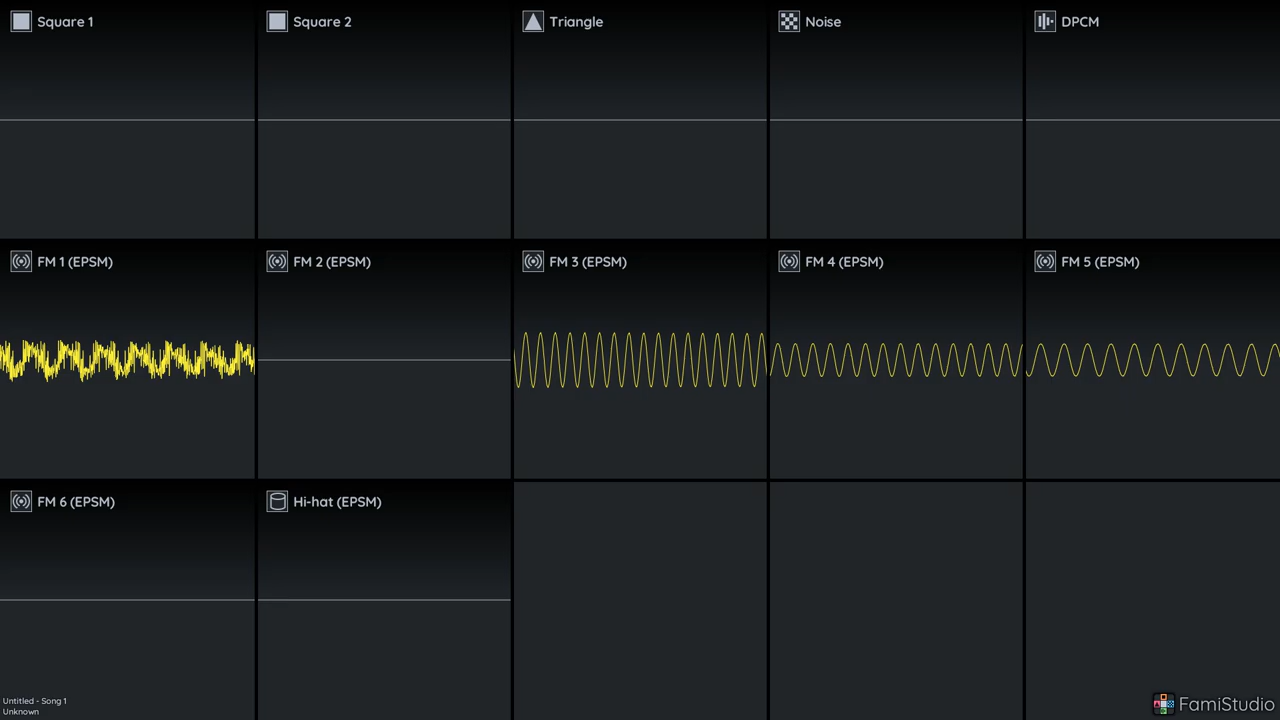 Square 1
Square 2
Triangle
Noise
DPCM
FM 1 (EPSM)
FM 2 (EPSM)
FM 3 (EPSM)
FM 4 (EPSM)
FM 5 (EPSM)
FM 6 (EPSM)
Hi-hat (EPSM)
Untitled - Song 1
Unknown
FamiStudio